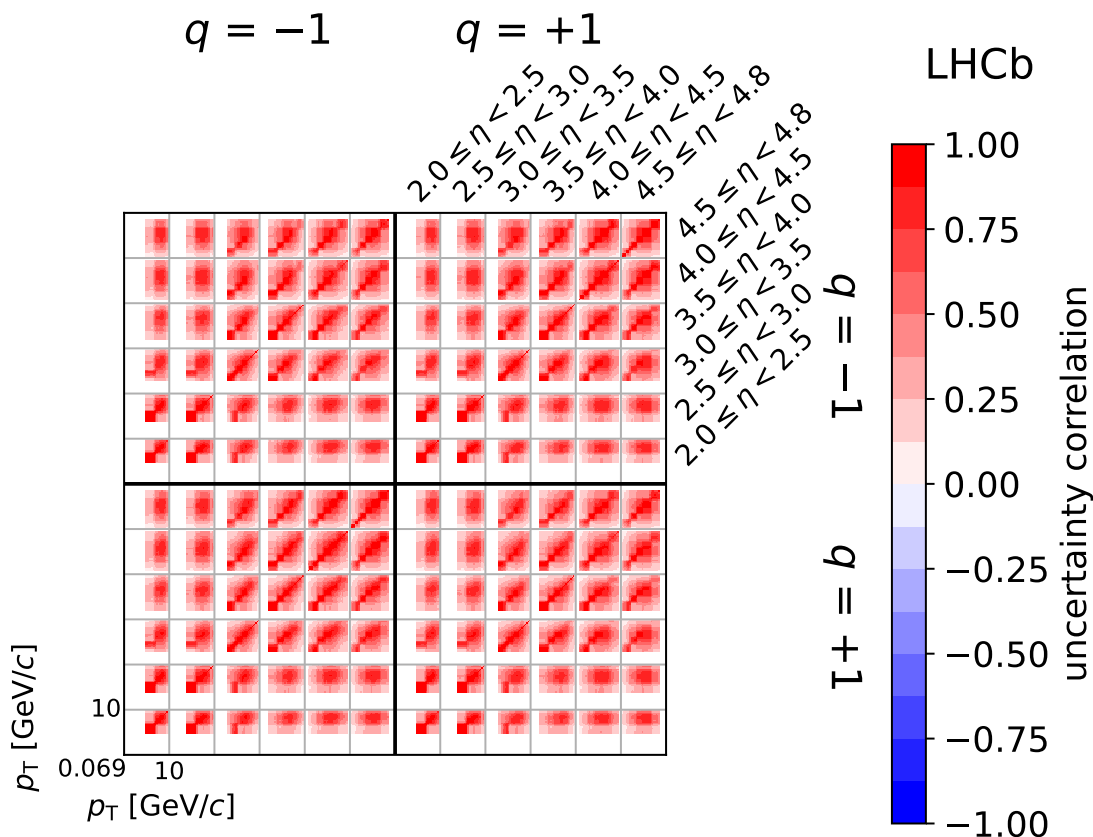 q = −1
q = +1
LHCb
2.0 ≤ η < 2.5
2.5 ≤ η < 3.0
3.0 ≤ η < 3.5
3.5 ≤ η < 4.0
4.0 ≤ η < 4.5
4.5 ≤ η < 4.8
4.5 ≤ η < 4.8
4.0 ≤ η < 4.5
3.5 ≤ η < 4.0
3.0 ≤ η < 3.5
2.5 ≤ η < 3.0
2.0 ≤ η < 2.5
q = −1
q = +1
1.00
0.75
0.50
0.25
0.00
−0.25
−0.50
−0.75
−1.00
uncertainty correlation
pT [GeV/c]
10
0.069
10
pT [GeV/c]